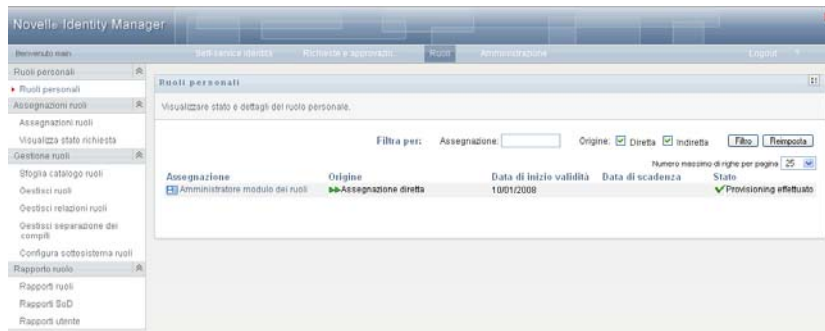 Novell® Identity Manager
Benvenuto main
Self-service identità Richieste e approvazio Ruoli Amministrazione Logout ?
Ruoli personali
Ruoli personali
Assegnazioni ruoli
Assegnazioni ruoli
Visualizza stato richiesta
Gestione ruoli
Sfoglia catalogo ruoli
Gestisci ruoli
Gestisci relazioni ruoli
Gestisci separazione dei compiti
Configura sottosistema ruoli
Rapporto ruolo
Rapporti ruoli
Rapporti SoD
Rapporti utente
Ruoli personali
Visualizzare stato e dettagli del ruolo personale.
Filtra per: Assegnazione: Origine: Diretta Indiretta Filtro Reimposta
Numero massimo di righe per pagina 25
Assegnazione Origine Data di inizio validità Data di scadenza Stato
Amministratore modulo dei ruoli Assegnazione diretta 10/01/2008 Provisioning effettuato